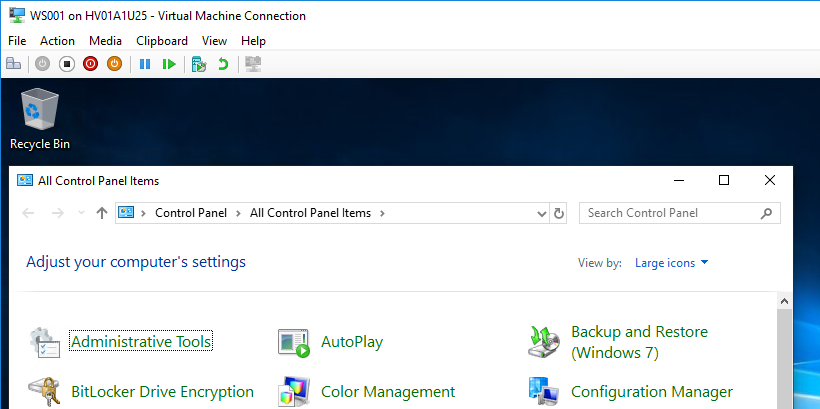 WS001 on HV01A1U25 - Virtual Machine Connection
File Action Media Clipboard View Help
Recycle Bin
All Control Panel Items
Control Panel All Control Panel Items Search Control Panel
Adjust your computer's settings View by: Large icons
Administrative Tools AutoPlay Backup and Restore
(Windows 7)
BitLocker Drive Encryption Color Management Configuration Manager